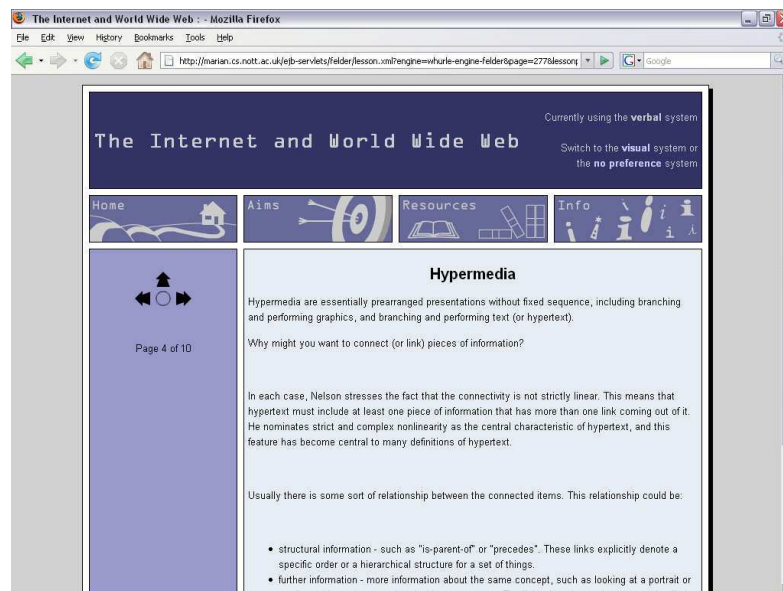 The Internet and World Wide Web : - Mozilla Firefox
File Edit View History Bookmarks Tools Help
http://marian.cs.nott.ac.uk/ejb-servlets/felder/lesson.xml?engine=whurle-engine-felder&page=277&lesson
Google
The Internet and World Wide Web
Currently using the verbal system
Switch to the visual system or
the no preference system
Home
Aims
Resources
Info
Page 4 of 10
Hypermedia
Hypermedia are essentially prearranged presentations without fixed sequence, including branching
and performing graphics, and branching and performing text (or hypertext).
Why might you want to connect (or link) pieces of information?
In each case, Nelson stresses the fact that the connectivity is not strictly linear. This means that
hypertext must include at least one piece of information that has more than one link coming out of it.
He nominates strict and complex nonlinearity as the central characteristic of hypertext, and this
feature has become central to many definitions of hypertext.
Usually there is some sort of relationship between the connected items. This relationship could be:
• structural information - such as "is-parent-of" or "precedes". These links explicitly denote a
specific order or a hierarchical structure for a set of things.
• further information - more information about the same concept, such as looking at a portrait or